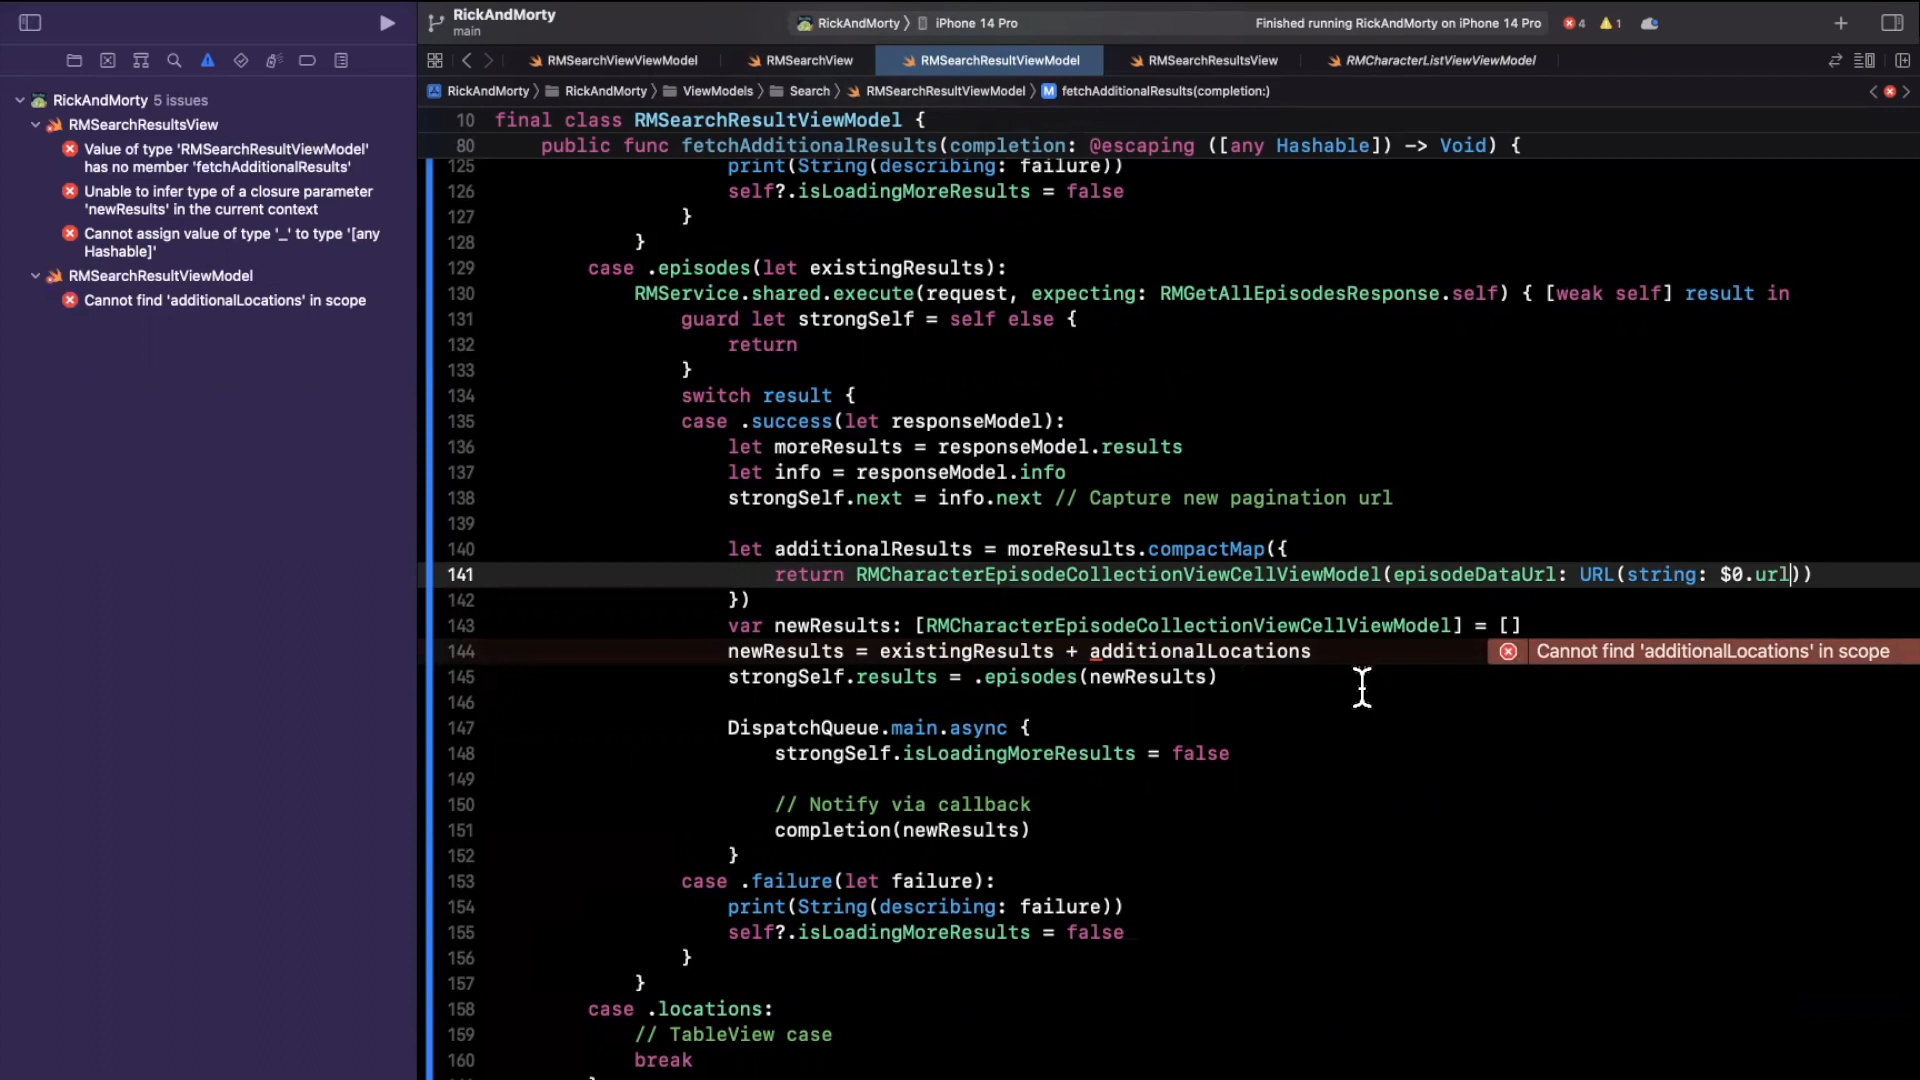 RickAndMorty
main
RickAndMorty
iPhone 14 Pro
Finished running RickAndMorty on iPhone 14 Pro
4
1
RMSearchViewViewModel
RMSearchView
RMSearchResultViewModel
RMSearchResultsView
RMCharacterListViewViewModel
RickAndMorty
RickAndMorty
ViewModels
Search
RMSearchResultViewModel
M
fetchAdditionalResults(completion:)
RickAndMorty 5 issues
RMSearchResultsView
Value of type 'RMSearchResultViewModel'
has no member 'fetchAdditionalResults'
Unable to infer type of a closure parameter
'newResults' in the current context
Cannot assign value of type '_' to type '[any
Hashable]'
RMSearchResultViewModel
Cannot find 'additionalLocations' in scope
10 final class RMSearchResultViewModel {
80 public func fetchAdditionalResults(completion: @escaping ([any Hashable]) -> Void) {
125 print(String(describing: failure))
126 self?.isLoadingMoreResults = false
127 }
128 }
129 case .episodes(let existingResults):
130 RMService.shared.execute(request, expecting: RMGetAllEpisodesResponse.self) { [weak self] result in
131 guard let strongSelf = self else {
132 return
133 }
134 switch result {
135 case .success(let responseModel):
136 let moreResults = responseModel.results
137 let info = responseModel.info
138 strongSelf.next = info.next // Capture new pagination url
139
140 let additionalResults = moreResults.compactMap({
141 return RMCharacterEpisodeCollectionViewCellViewModel(episodeDataUrl: URL(string: $0.url))
142 })
143 var newResults: [RMCharacterEpisodeCollectionViewCellViewModel] = []
144 newResults = existingResults + additionalLocations Cannot find 'additionalLocations' in scope
145 strongSelf.results = .episodes(newResults)
146
147 DispatchQueue.main.async {
148 strongSelf.isLoadingMoreResults = false
149
150 // Notify via callback
151 completion(newResults)
152 }
153 case .failure(let failure):
154 print(String(describing: failure))
155 self?.isLoadingMoreResults = false
156 }
157 }
158 case .locations:
159 // TableView case
160 break